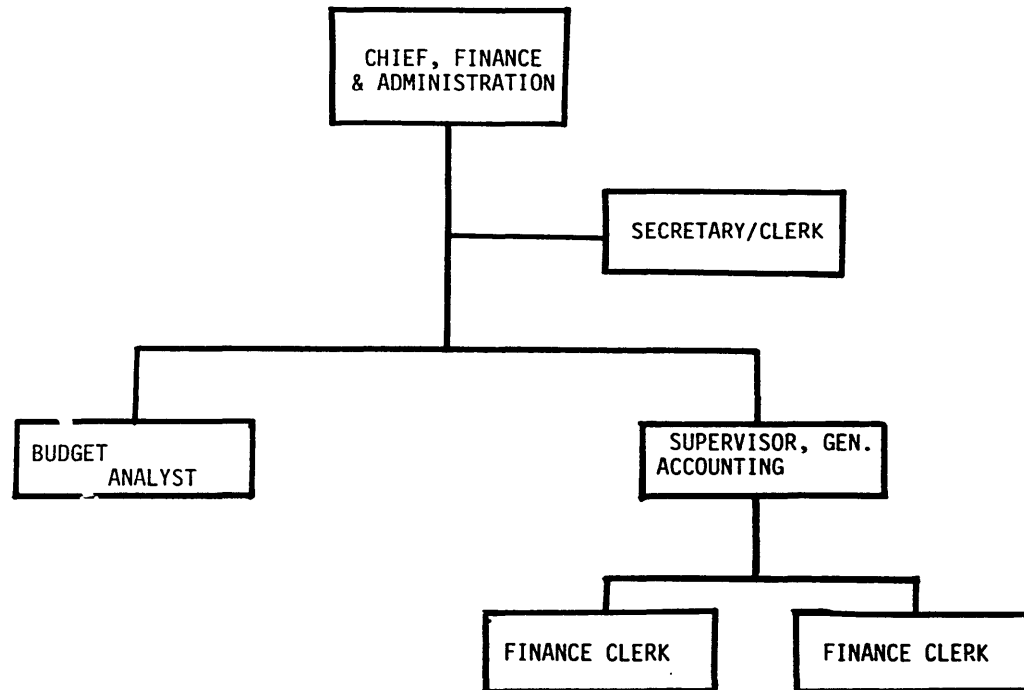 CHIEF, FINANCE
& ADMINISTRATION
SECRETARY/CLERK
BUDGET
ANALYST
SUPERVISOR, GEN.
ACCOUNTING
FINANCE CLERK
FINANCE CLERK